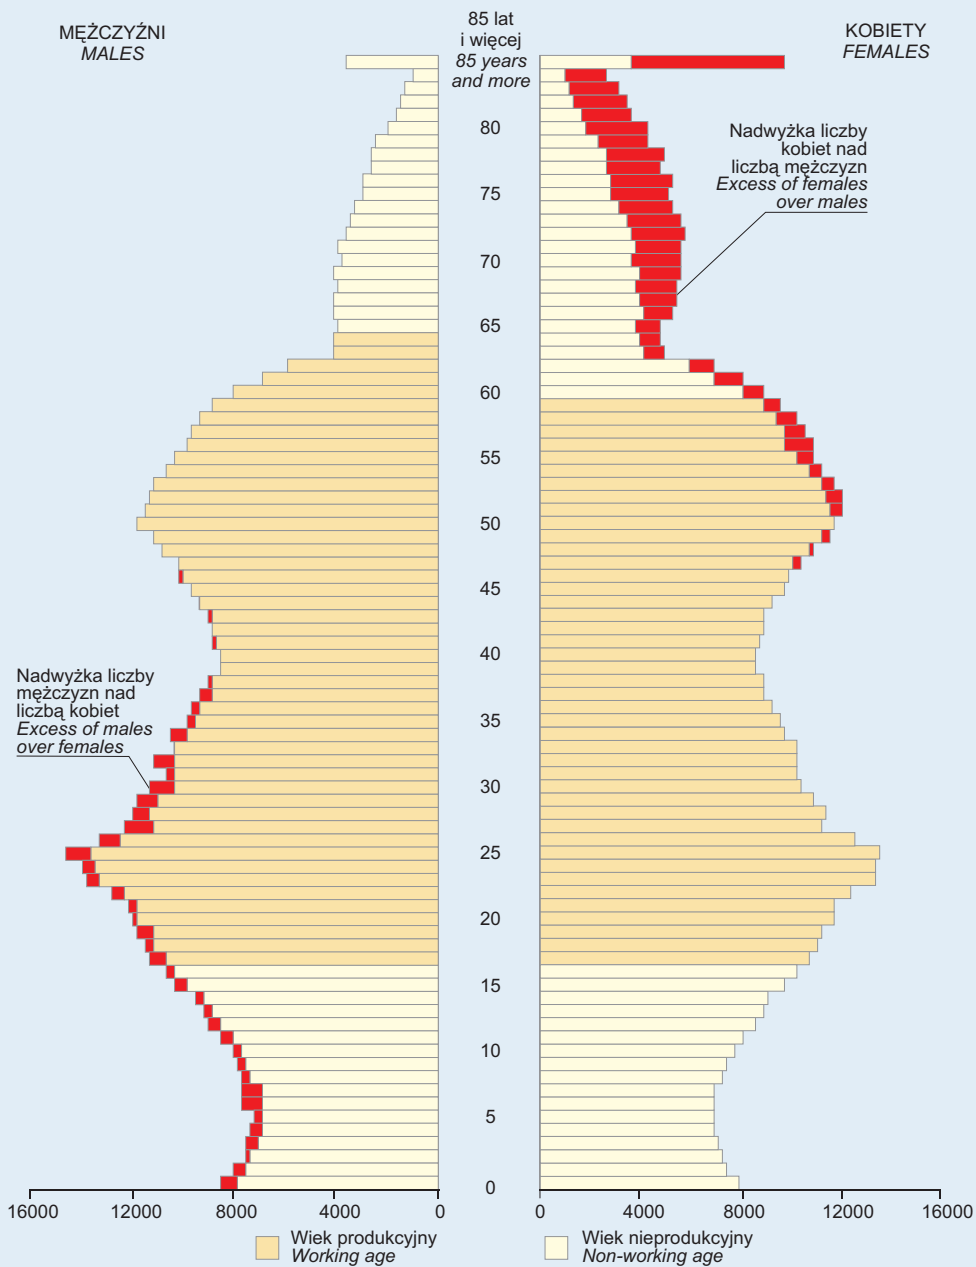 MĘŻCZYŹNI
MALES
85 lat
i więcej
85 years
and more
KOBIETY
FEMALES
80
75
70
65
60
55
50
45
40
35
30
25
20
15
10
5
0
Nadwyżka liczby
kobiet nad
liczbą mężczyzn
Excess of females
over males
Nadwyżka liczby
mężczyzn nad
liczbą kobiet
Excess of males
over females
16000 12000 8000 4000 0
0 4000 8000 12000 16000
Wiek produkcyjny
Working age
Wiek nieprodukcyjny
Non-working age